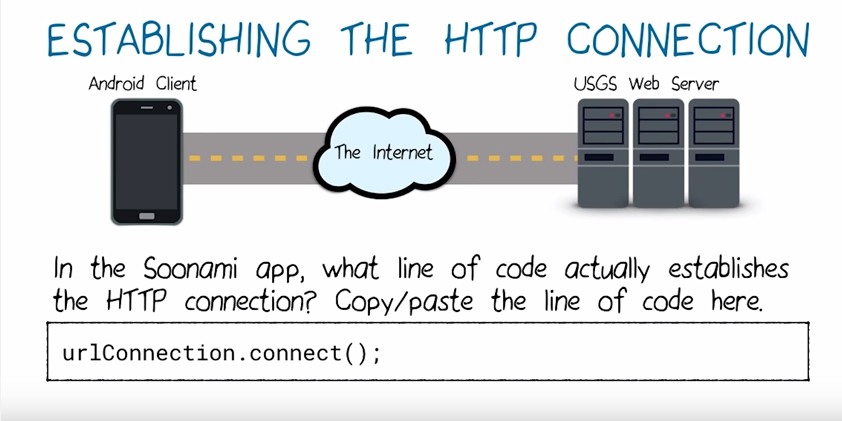 ESTABLISHING THE HTTP CONNECTION
Android Client
USGS Web Server
The Internet
In the Soonami app, what line of code actually establishes
the HTTP connection? Copy/paste the line of code here.
urlConnection.connect();